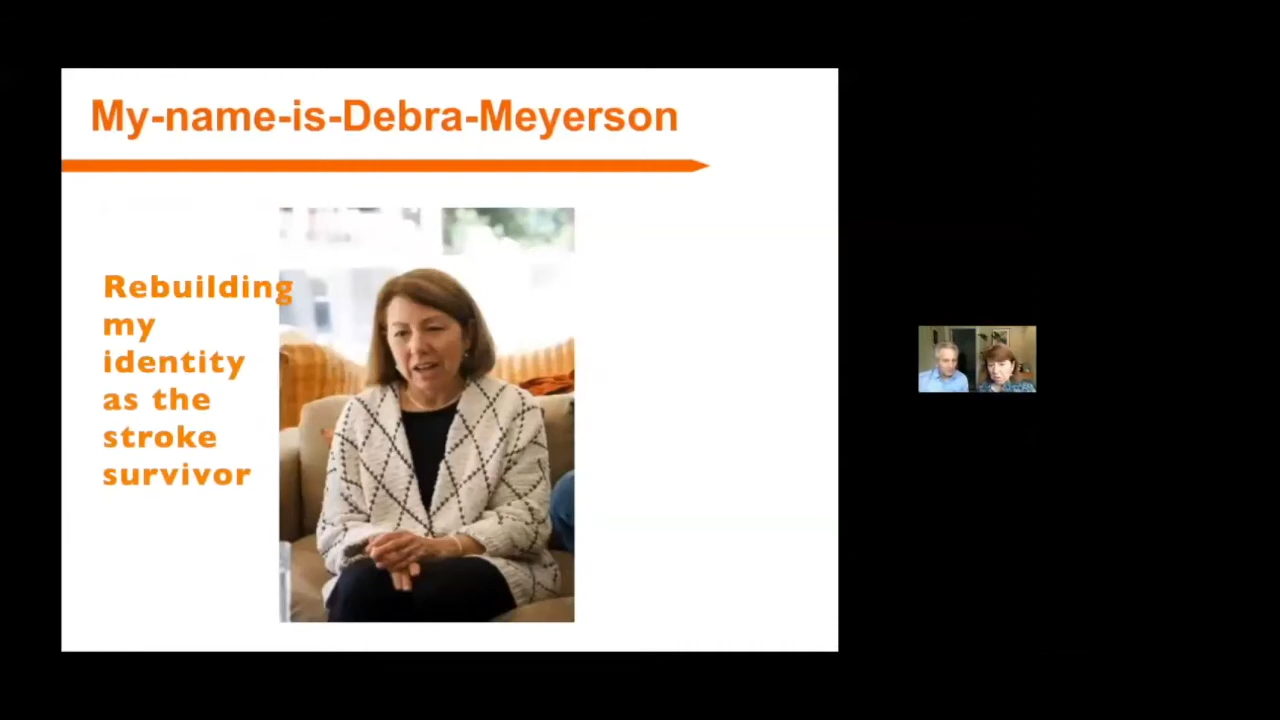 My-name-is-Debra-Meyerson
Rebuilding
my
identity
as the
stroke
survivor